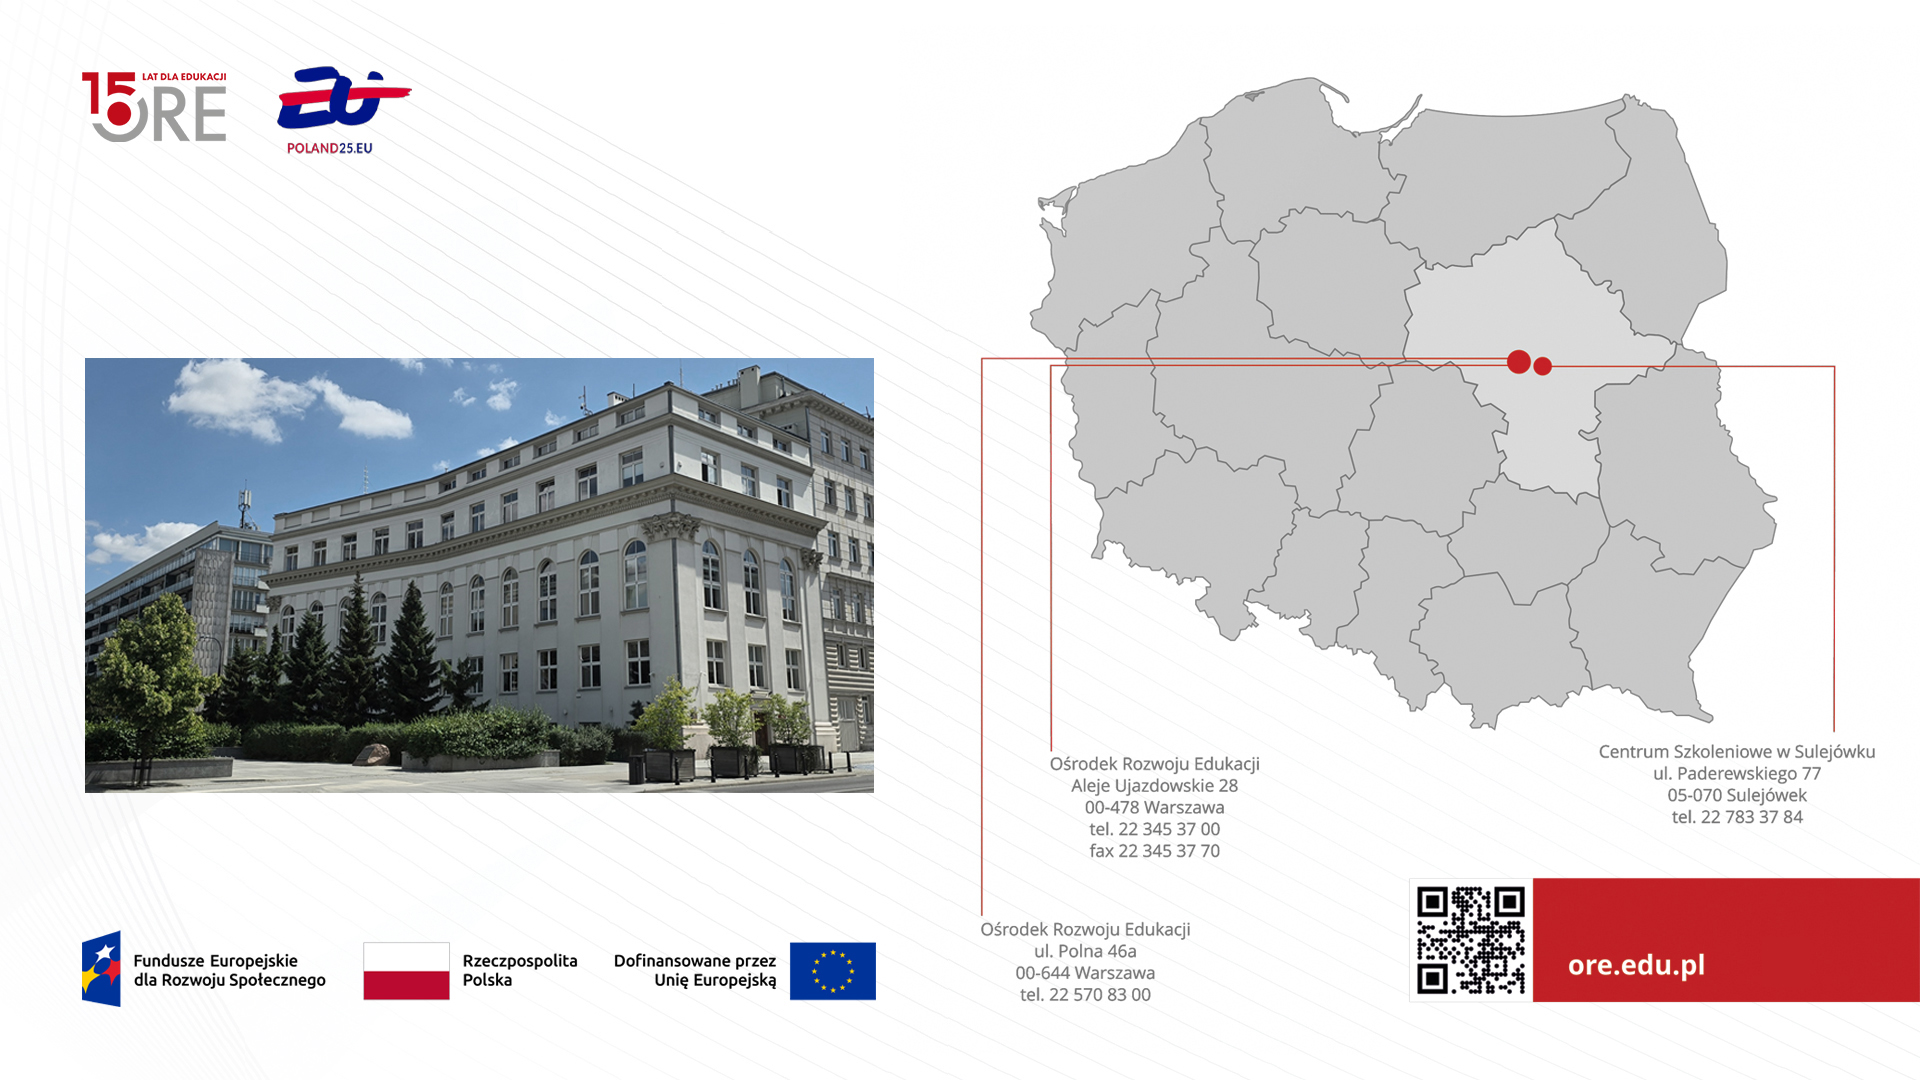 15 LAT DLA EDUKACJI
ORE
POLAND25.EU
Ośrodek Rozwoju Edukacji
Aleje Ujazdowskie 28
00-478 Warszawa
tel. 22 345 37 00
fax 22 345 37 70
Centrum Szkoleniowe w Sulejówku
ul. Paderewskiego 77
05-070 Sulejówek
tel. 22 783 37 84
Ośrodek Rozwoju Edukacji
ul. Polna 46a
00-644 Warszawa
tel. 22 570 83 00
Fundusze Europejskie
dla Rozwoju Społecznego
Rzeczpospolita
Polska
Dofinansowane przez
Unię Europejską
ore.edu.pl